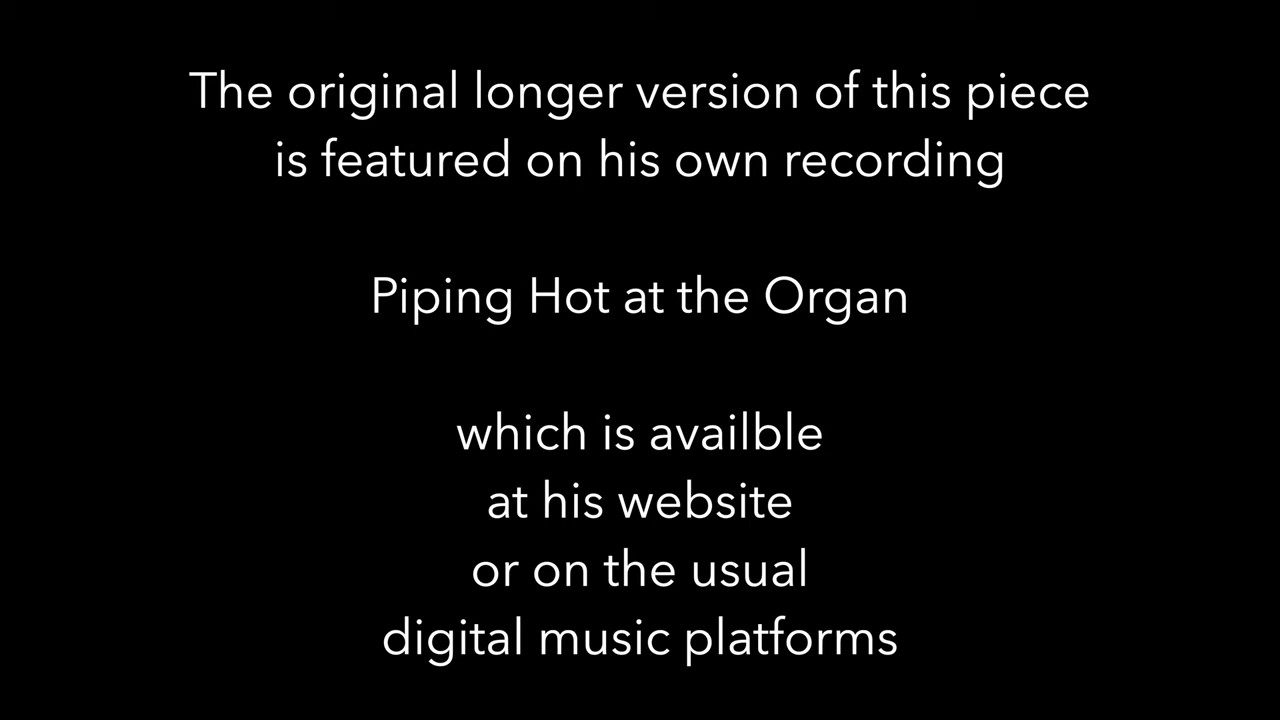 The original longer version of this piece
is featured on his own recording
Piping Hot at the Organ
which is availble
at his website
or on the usual
digital music platforms